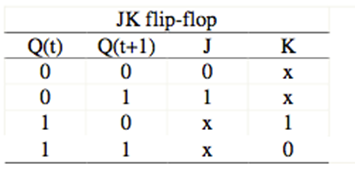 JK flip-flop
Q(t) Q(t+1) J K
0 0 0 x
0 1 1 x
1 0 x 1
1 1 x 0